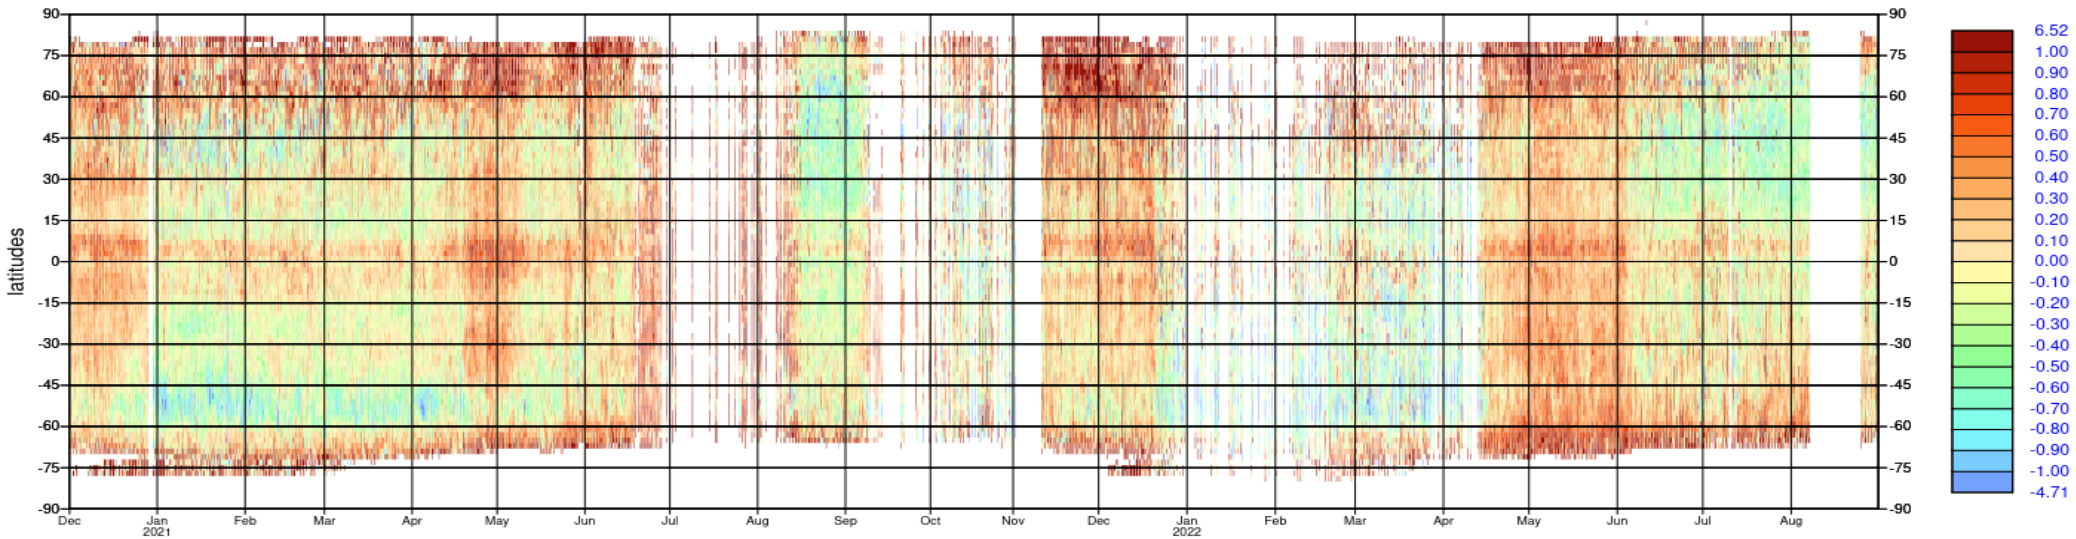 90 90 6.52
75 75 1.00
60 60 0.90
45 45 0.80
30 30 0.70
15 15 0.60
0 0 0.50
-15 -15 0.40
-30 -30 0.30
-45 -45 0.20
-60 -60 0.10
-75 -75 0.00
-90 -90 -0.10
-0.20
-0.30
-0.40
-0.50
-0.60
-0.70
-0.80
-0.90
-1.00
-4.71
latitudes
Dec Jan Feb Mar Apr May Jun Jul Aug Sep Oct Nov Dec Jan Feb Mar Apr May Jun Jul Aug
2021 2022